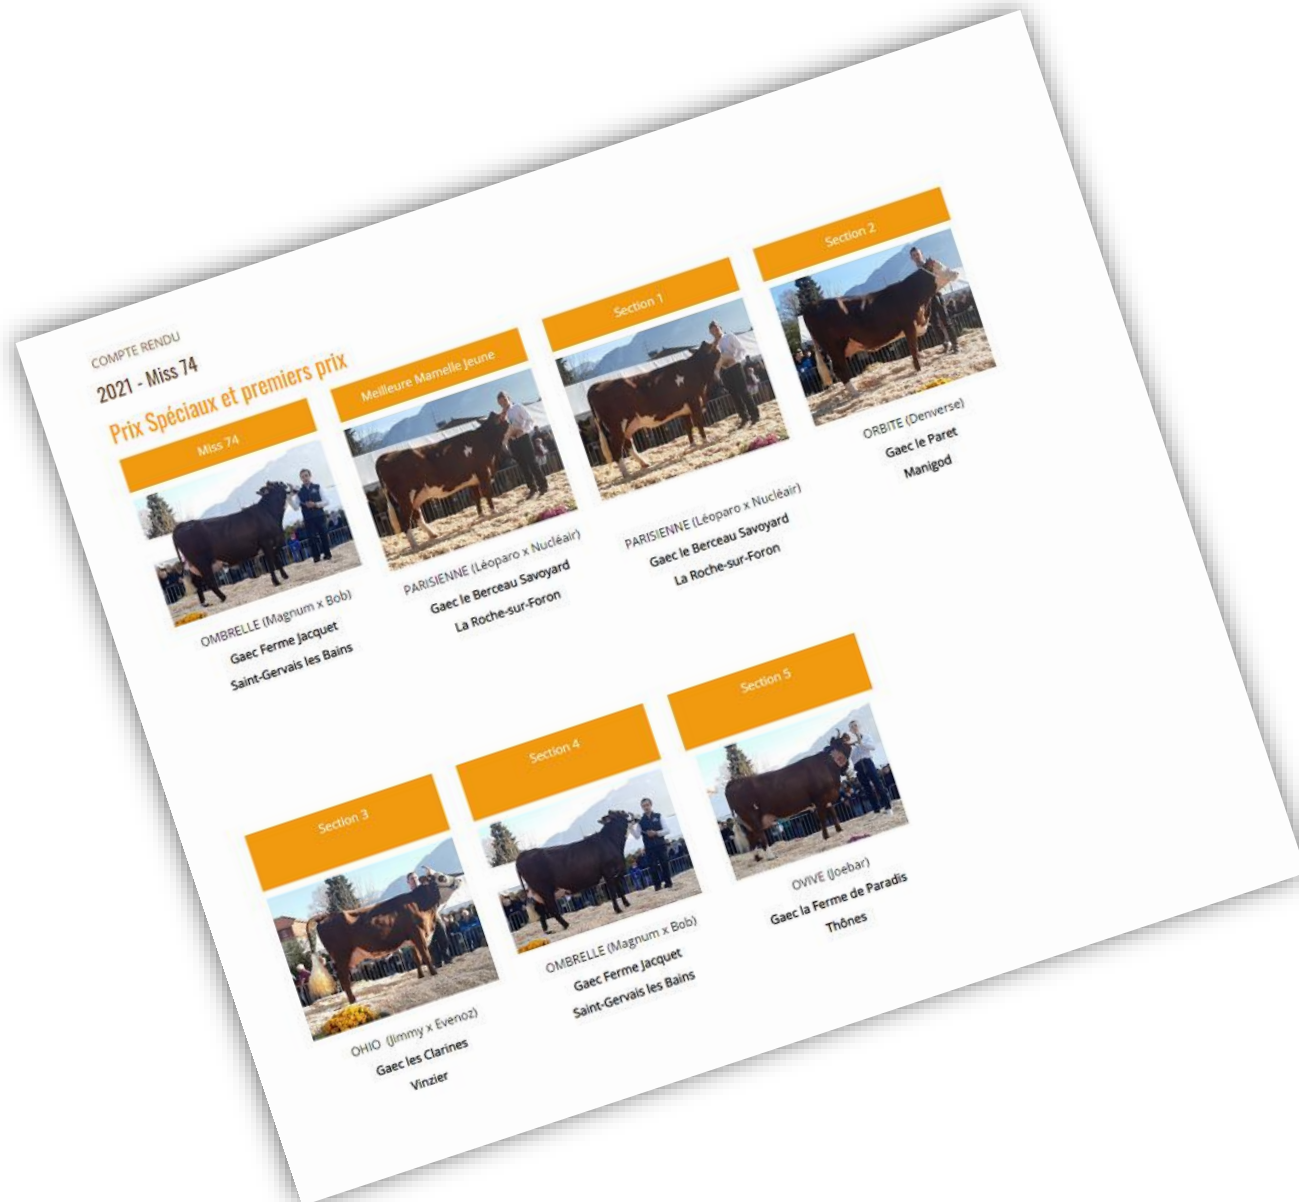 COMPTE RENDU
2021 - Miss 74
Prix Spéciaux et premiers prix
Miss 74
OMBRELLE (Magnum x Bob)
Gaec Ferme Jacquet
Saint-Gervais les Bains
Meilleure Mamelle Jeune
PARISIENNE (Léoparo x Nucléair)
Gaec le Berceau Savoyard
La Roche-sur-Foron
Section 1
PARISIENNE (Léoparo x Nucléair)
Gaec le Berceau Savoyard
La Roche-sur-Foron
Section 2
ORBITE (Denverse)
Gaec le Paret
Manigod
Section 3
OHIO (Jimmy x Evenoz)
Gaec les Clarines
Vinzier
Section 4
OMBRELLE (Magnum x Bob)
Gaec Ferme Jacquet
Saint-Gervais les Bains
Section 5
OVIVE (Joebar)
Gaec la Ferme de Paradis
Thônes